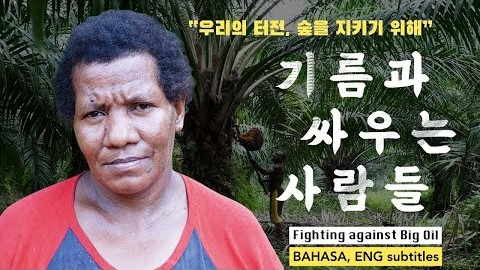 "우리의 터전, 숲을 지키기 위해"
기름과
싸우는
사람들
Fighting against Big Oil
BAHASA, ENG subtitles